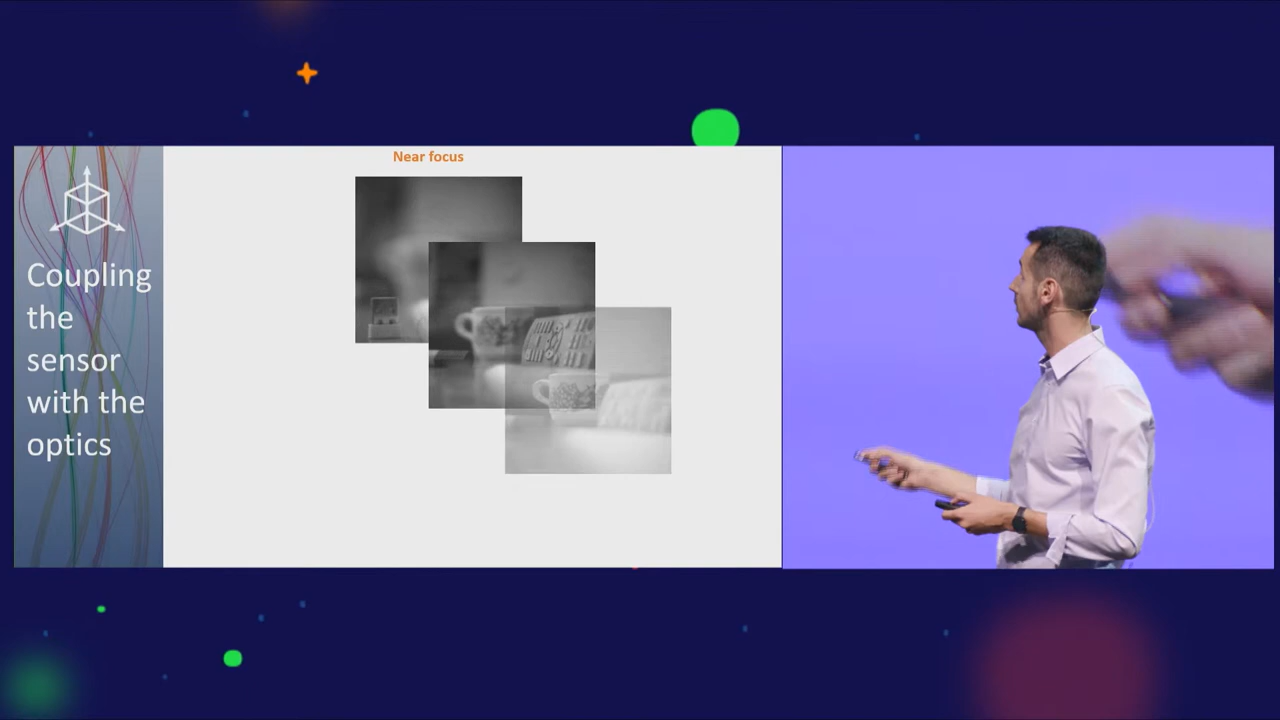 Near focus
Coupling
the
sensor
with the
optics